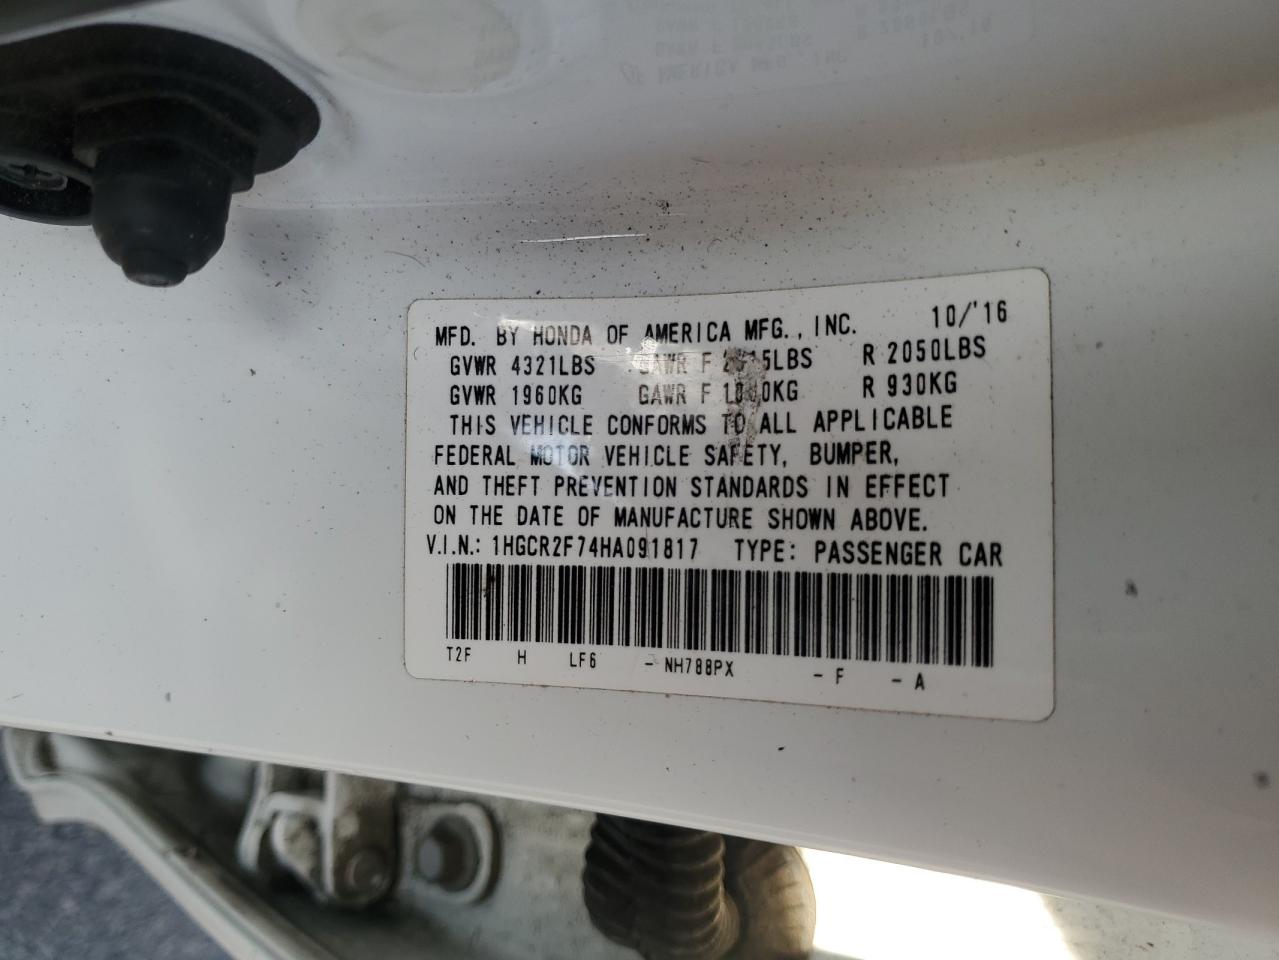 MFD. BY HONDA OF AMERICA MFG., INC. 10/'16
GVWR 4321LBS GAWR F R 2050LBS
GVWR 1960KG GAWR F R 930KG
THIS VEHICLE CONFORMS TO ALL APPLICABLE
FEDERAL MOTOR VEHICLE SAFETY, BUMPER,
AND THEFT PREVENTION STANDARDS IN EFFECT
ON THE DATE OF MANUFACTURE SHOWN ABOVE.
V.I.N.: 1HGCR2F74HA091817 TYPE: PASSENGER CAR
T2F H LF6 - NH788PX - F - A